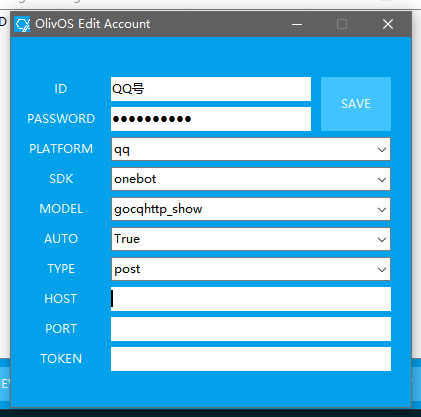 OlivOS Edit Account
ID
QQ号
SAVE
PASSWORD
●●●●●●●●●●
PLATFORM
qq
SDK
onebot
MODEL
gocqhttp_show
AUTO
True
TYPE
post
HOST
PORT
TOKEN